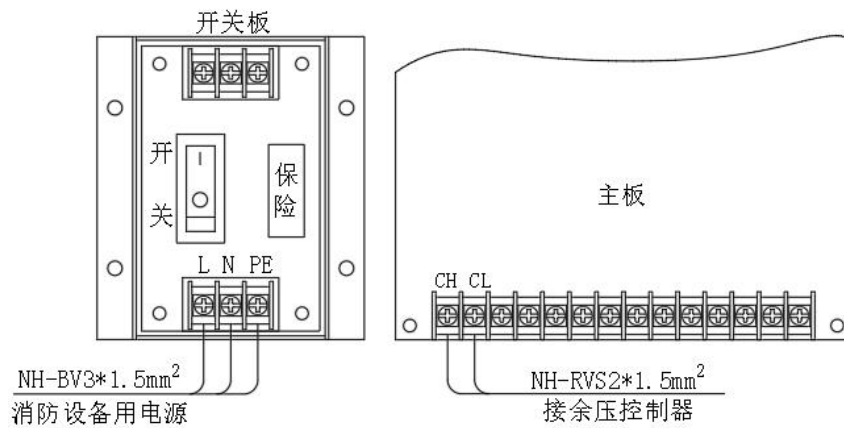 开关板
开
关
保险
L N PE
NH-BV3*1.5mm²
消防设备用电源
主板
CH CL
NH-RVS2*1.5mm²
接余压控制器